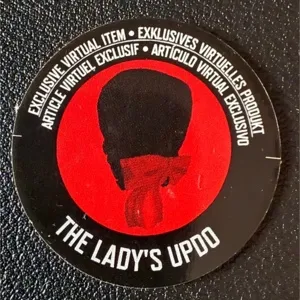 EXCLUSIVE VIRTUAL ITEM • EXKLUSIVES VIRTUELLES PRODUKT
ARTICLE VIRTUEL EXCLUSIF • ARTÍCULO VIRTUAL EXCLUSIVO
THE LADY'S UPDO